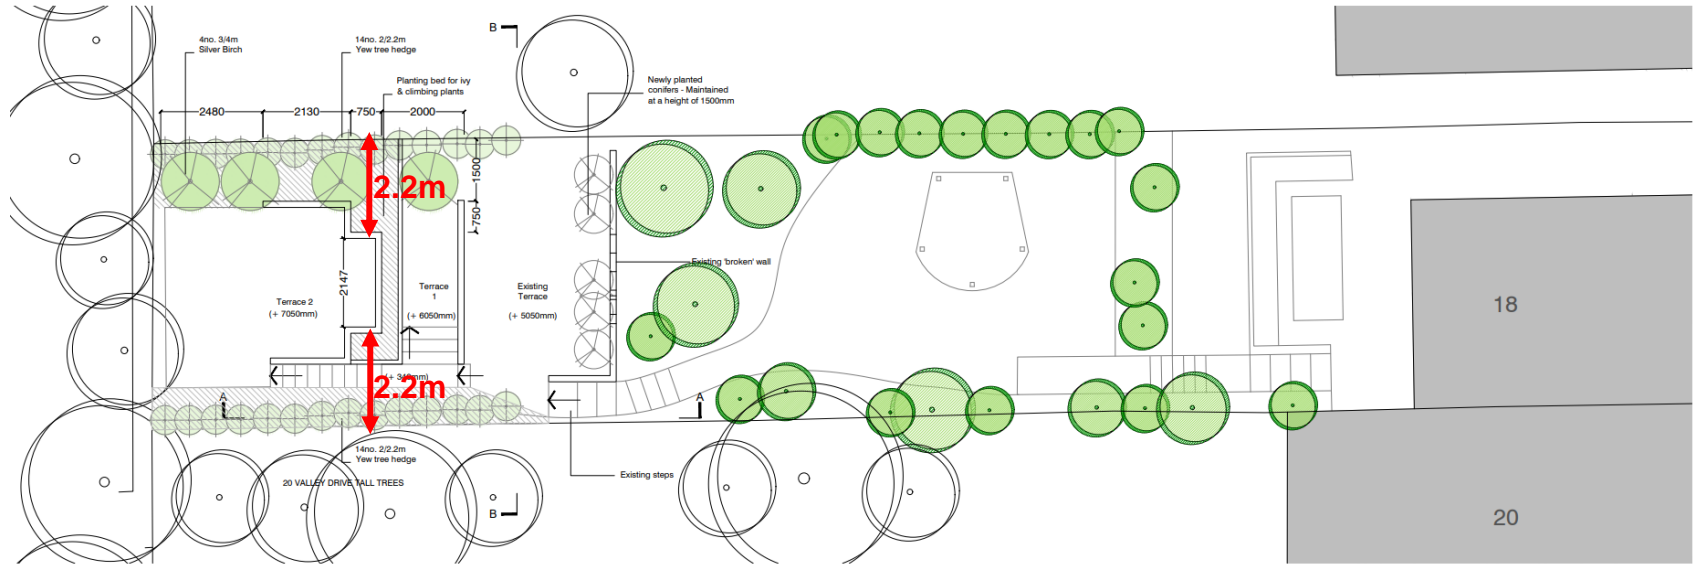 B
4no. 3/4m
Silver Birch
14no. 2/2.2m
Yew tree hedge
Planting bed for ivy
& climbing plants
Newly planted
conifers - Maintained
at a height of 1500mm
2480
2130
750
2000
1500
750
2.2m
2147
Existing 'broken' wall
Terrace 2
(+ 7050mm)
Terrace
1
(+ 6050mm)
Existing
Terrace
(+ 5050mm)
18
2.2m
A
A
14no. 2/2.2m
Yew tree hedge
Existing steps
20 VALLEY DRIVE TALL TREES
B
20